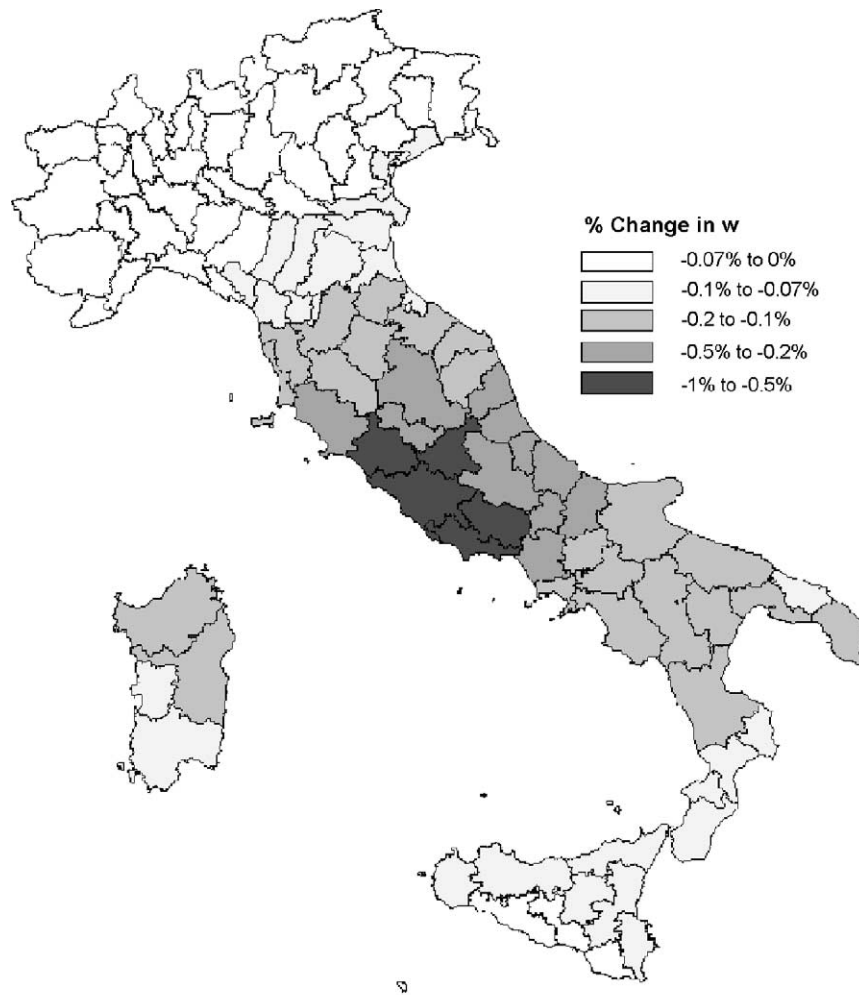 % Change in w
-0.07% to 0%
-0.1% to -0.07%
-0.2 to -0.1%
-0.5% to -0.2%
-1% to -0.5%